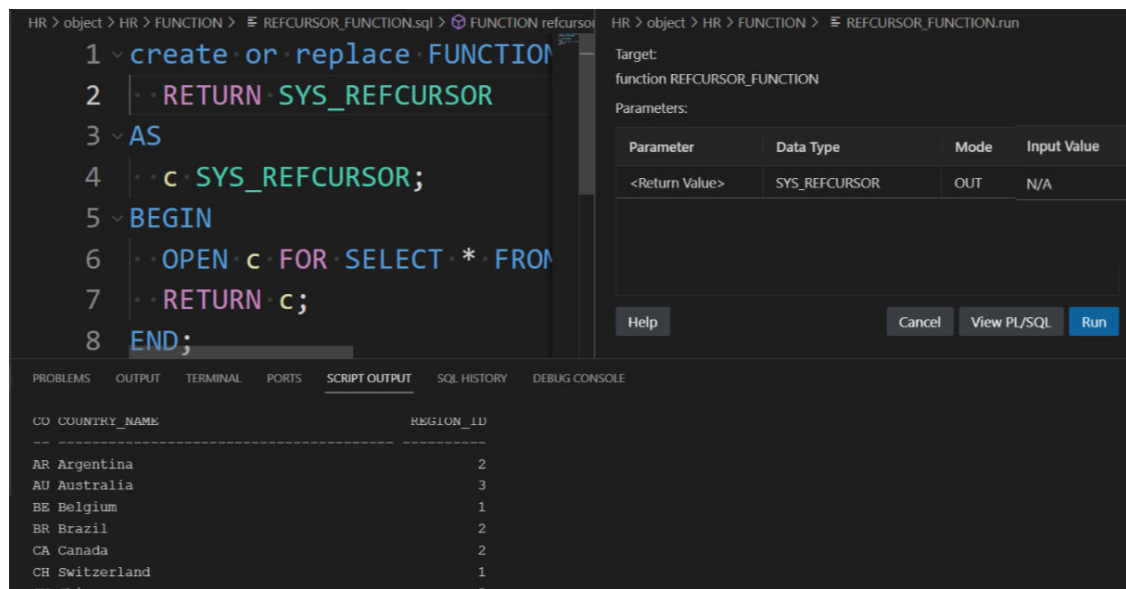 HR > object > HR > FUNCTION > REFCURSOR_FUNCTION.sql > FUNCTION refcurso
1 create or replace FUNCTION
2 RETURN SYS_REFCURSOR
3 AS
4 c SYS_REFCURSOR;
5 BEGIN
6 OPEN c FOR SELECT * FROM
7 RETURN c;
8 END;
HR > object > HR > FUNCTION > REFCURSOR_FUNCTION.run
Target:
function REFCURSOR_FUNCTION
Parameters:
Parameter Data Type Mode Input Value
<Return Value> SYS_REFCURSOR OUT N/A
Help Cancel View PL/SQL Run
PROBLEMS OUTPUT TERMINAL PORTS SCRIPT OUTPUT SQL HISTORY DEBUG CONSOLE
CO COUNTRY_NAME REGION_ID
-- ---------------------------------------- ----------
AR Argentina 2
AU Australia 3
BE Belgium 1
BR Brazil 2
CA Canada 2
CH Switzerland 1